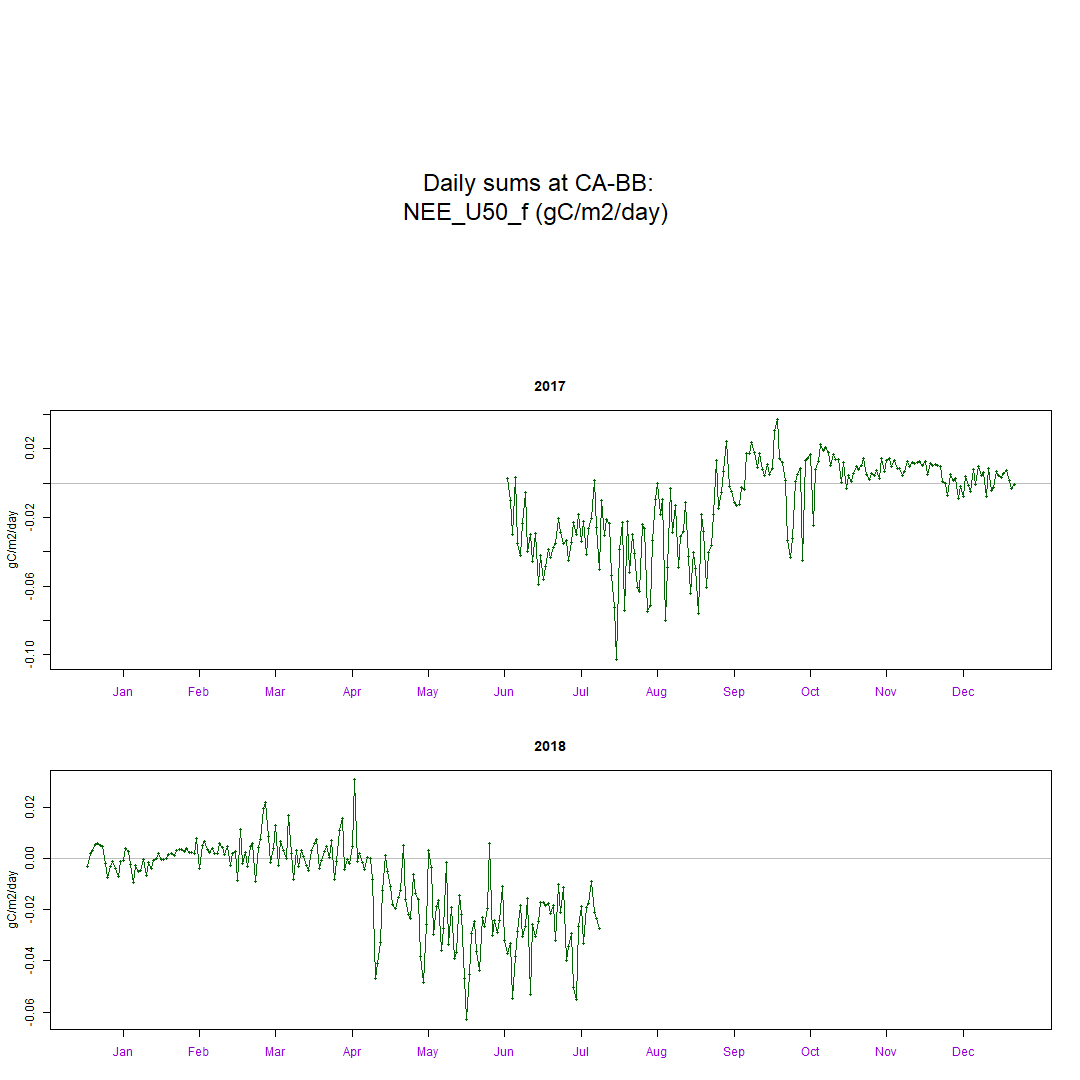 Daily sums at CA-BB:
NEE_U50_f (gC/m2/day)
2017
gC/m2/day
0.02
-0.02
-0.06
-0.10
Jan Feb Mar Apr May Jun Jul Aug Sep Oct Nov Dec
2018
gC/m2/day
0.02
0.00
-0.02
-0.04
-0.06
Jan Feb Mar Apr May Jun Jul Aug Sep Oct Nov Dec